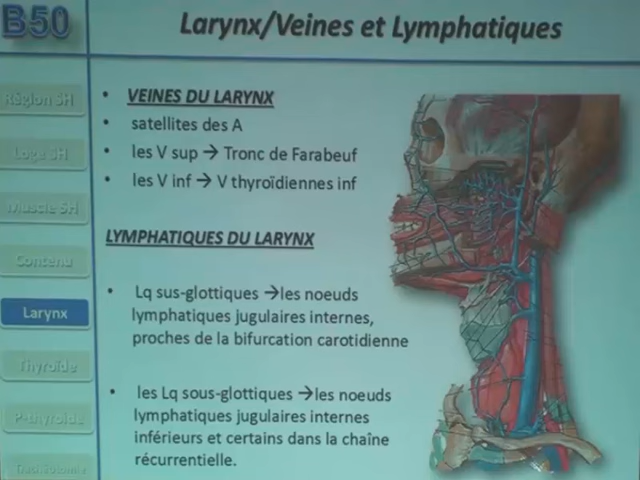 B50
Larynx/Veines et Lymphatiques
Région SH
Loge SH
Muscle SH
Contenu
Larynx
Thyroïde
P-thyroïde
• VEINES DU LARYNX
• satellites des A
• les V sup → Tronc de Farabeuf
• les V inf → V thyroïdiennes inf
LYMPHATIQUES DU LARYNX
• Lq sus-glottiques →les noeuds
lymphatiques jugulaires internes,
proches de la bifurcation carotidienne
• les Lq sous-glottiques →les noeuds
lymphatiques jugulaires internes
inférieurs et certains dans la chaîne
récurrentielle.